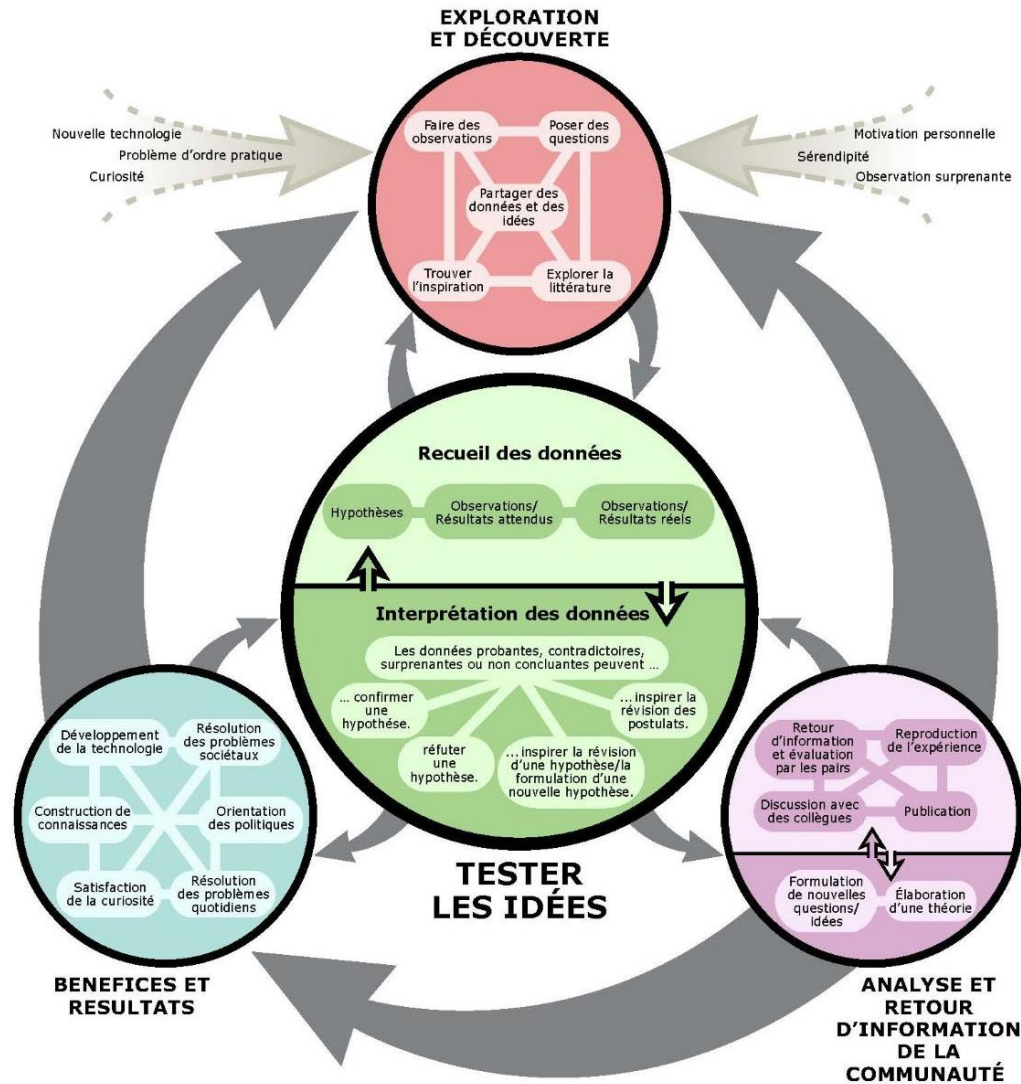 EXPLORATION
ET DÉCOUVERTE
Nouvelle technologie
Problème d'ordre pratique
Curiosité
Motivation personnelle
Sérendipité
Observation surprenante
Faire des
observations
Poser des
questions
Partager des
données et des
idées
Trouver
l'inspiration
Explorer la
littérature
Recueil des données
Hypothèses
Observations/
Résultats attendus
Observations/
Résultats réels
Interprétation des données
Les données probantes, contradictoires,
surprenantes ou non concluantes peuvent ...
... confirmer
une
hypothése.
réfuter
une
hypothèse.
...inspirer la révision
d'une hypothèse/la
formulation d'une
nouvelle hypothèse.
...inspirer la
révision des
postulats.
TESTER
LES IDÉES
Développement
de la technologie
Résolution
des problèmes
sociétaux
Construction de
connaissances
Orientation
des politiques
Satisfaction
de la curiosité
Résolution
des problèmes
quotidiens
BENEFICES ET
RESULTATS
Retour
d'information
et évaluation
par les pairs
Reproduction
de l'expérience
Discussion avec
des collègues
Publication
Formulation
de nouvelles
questions/
idées
Élaboration
d'une théorie
ANALYSE ET
RETOUR
D'INFORMATION
DE LA
COMMUNAUTÉ